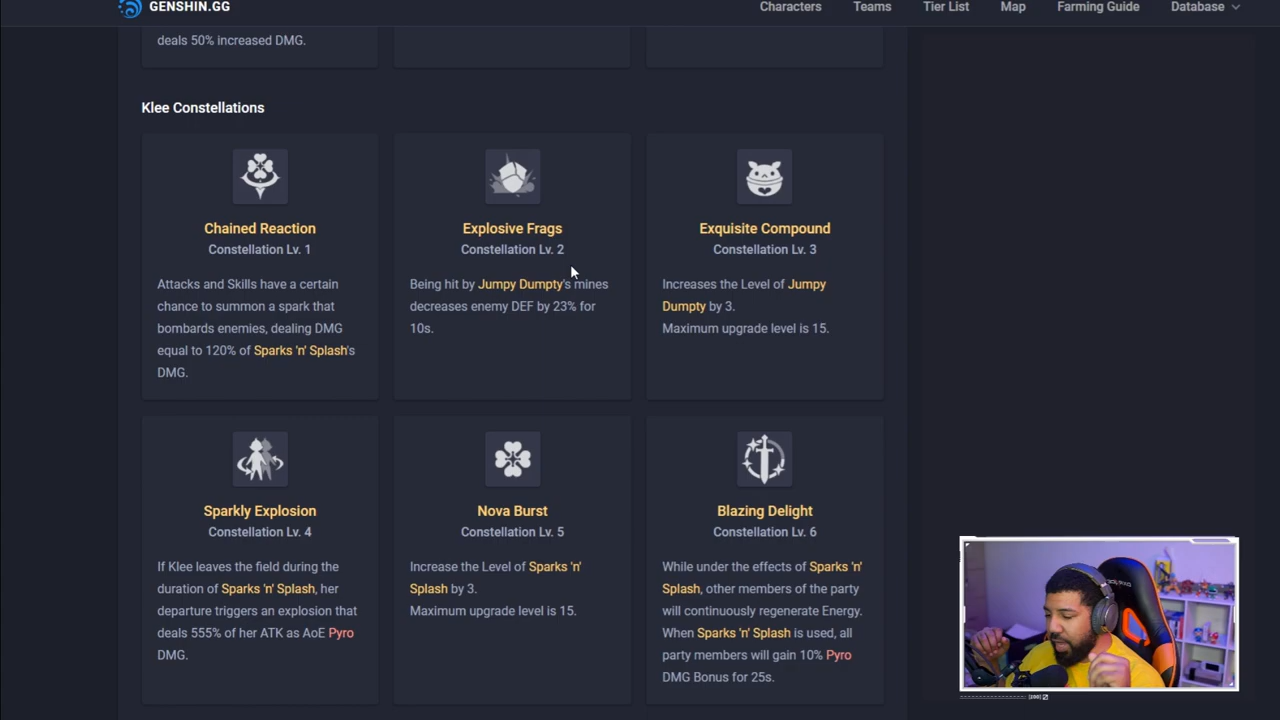 GENSHIN.GG
Characters
Teams
Tier List
Map
Farming Guide
Database
deals 50% increased DMG.
Klee Constellations
Chained Reaction
Constellation Lv. 1
Attacks and Skills have a certain
chance to summon a spark that
bombards enemies, dealing DMG
equal to 120% of Sparks 'n' Splash's
DMG.
Explosive Frags
Constellation Lv. 2
Being hit by Jumpy Dumpty's mines
decreases enemy DEF by 23% for
10s.
Exquisite Compound
Constellation Lv. 3
Increases the Level of Jumpy
Dumpty by 3.
Maximum upgrade level is 15.
Sparkly Explosion
Constellation Lv. 4
If Klee leaves the field during the
duration of Sparks 'n' Splash, her
departure triggers an explosion that
deals 555% of her ATK as AoE Pyro
DMG.
Nova Burst
Constellation Lv. 5
Increase the Level of Sparks 'n'
Splash by 3.
Maximum upgrade level is 15.
Blazing Delight
Constellation Lv. 6
While under the effects of Sparks 'n'
Splash, other members of the party
will continuously regenerate Energy.
When Sparks 'n' Splash is used, all
party members will gain 10% Pyro
DMG Bonus for 25s.